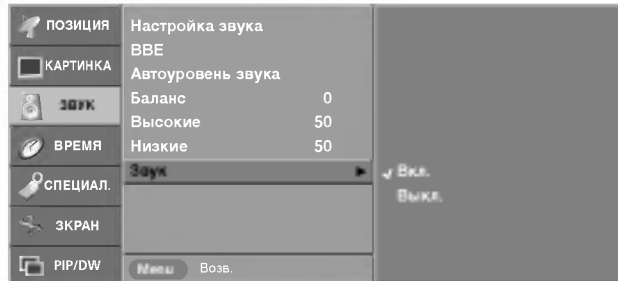 ПОЗИЦИЯ
КАРТИНКА
ЗВУК
ВРЕМЯ
СПЕЦИАЛ.
ЗКРАН
PIP/DW
Настройка звука
BBE
Автоуровень звука
Баланс 0
Высокие 50
Низкие 50
Звук
Menu Возв.
Вкл.
Выкл.